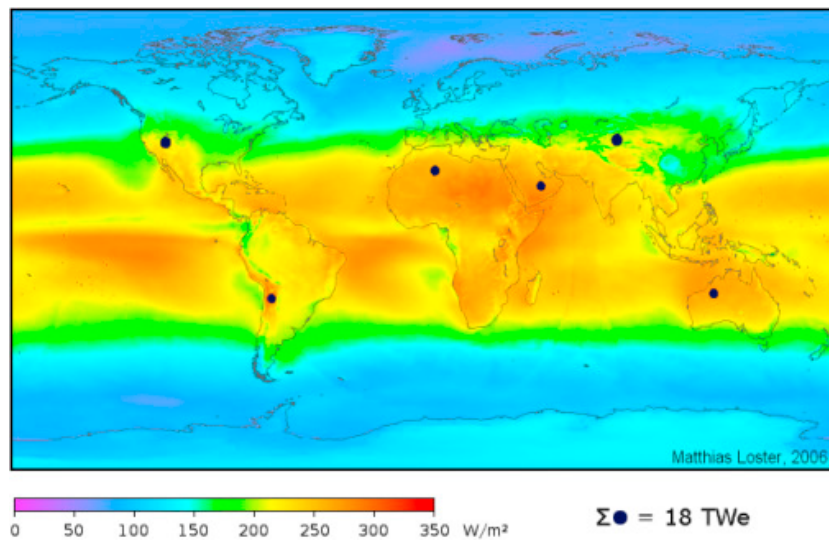 Matthias Loster, 2006
0 50 100 150 200 250 300 350 W/m²
Σ● = 18 TWe